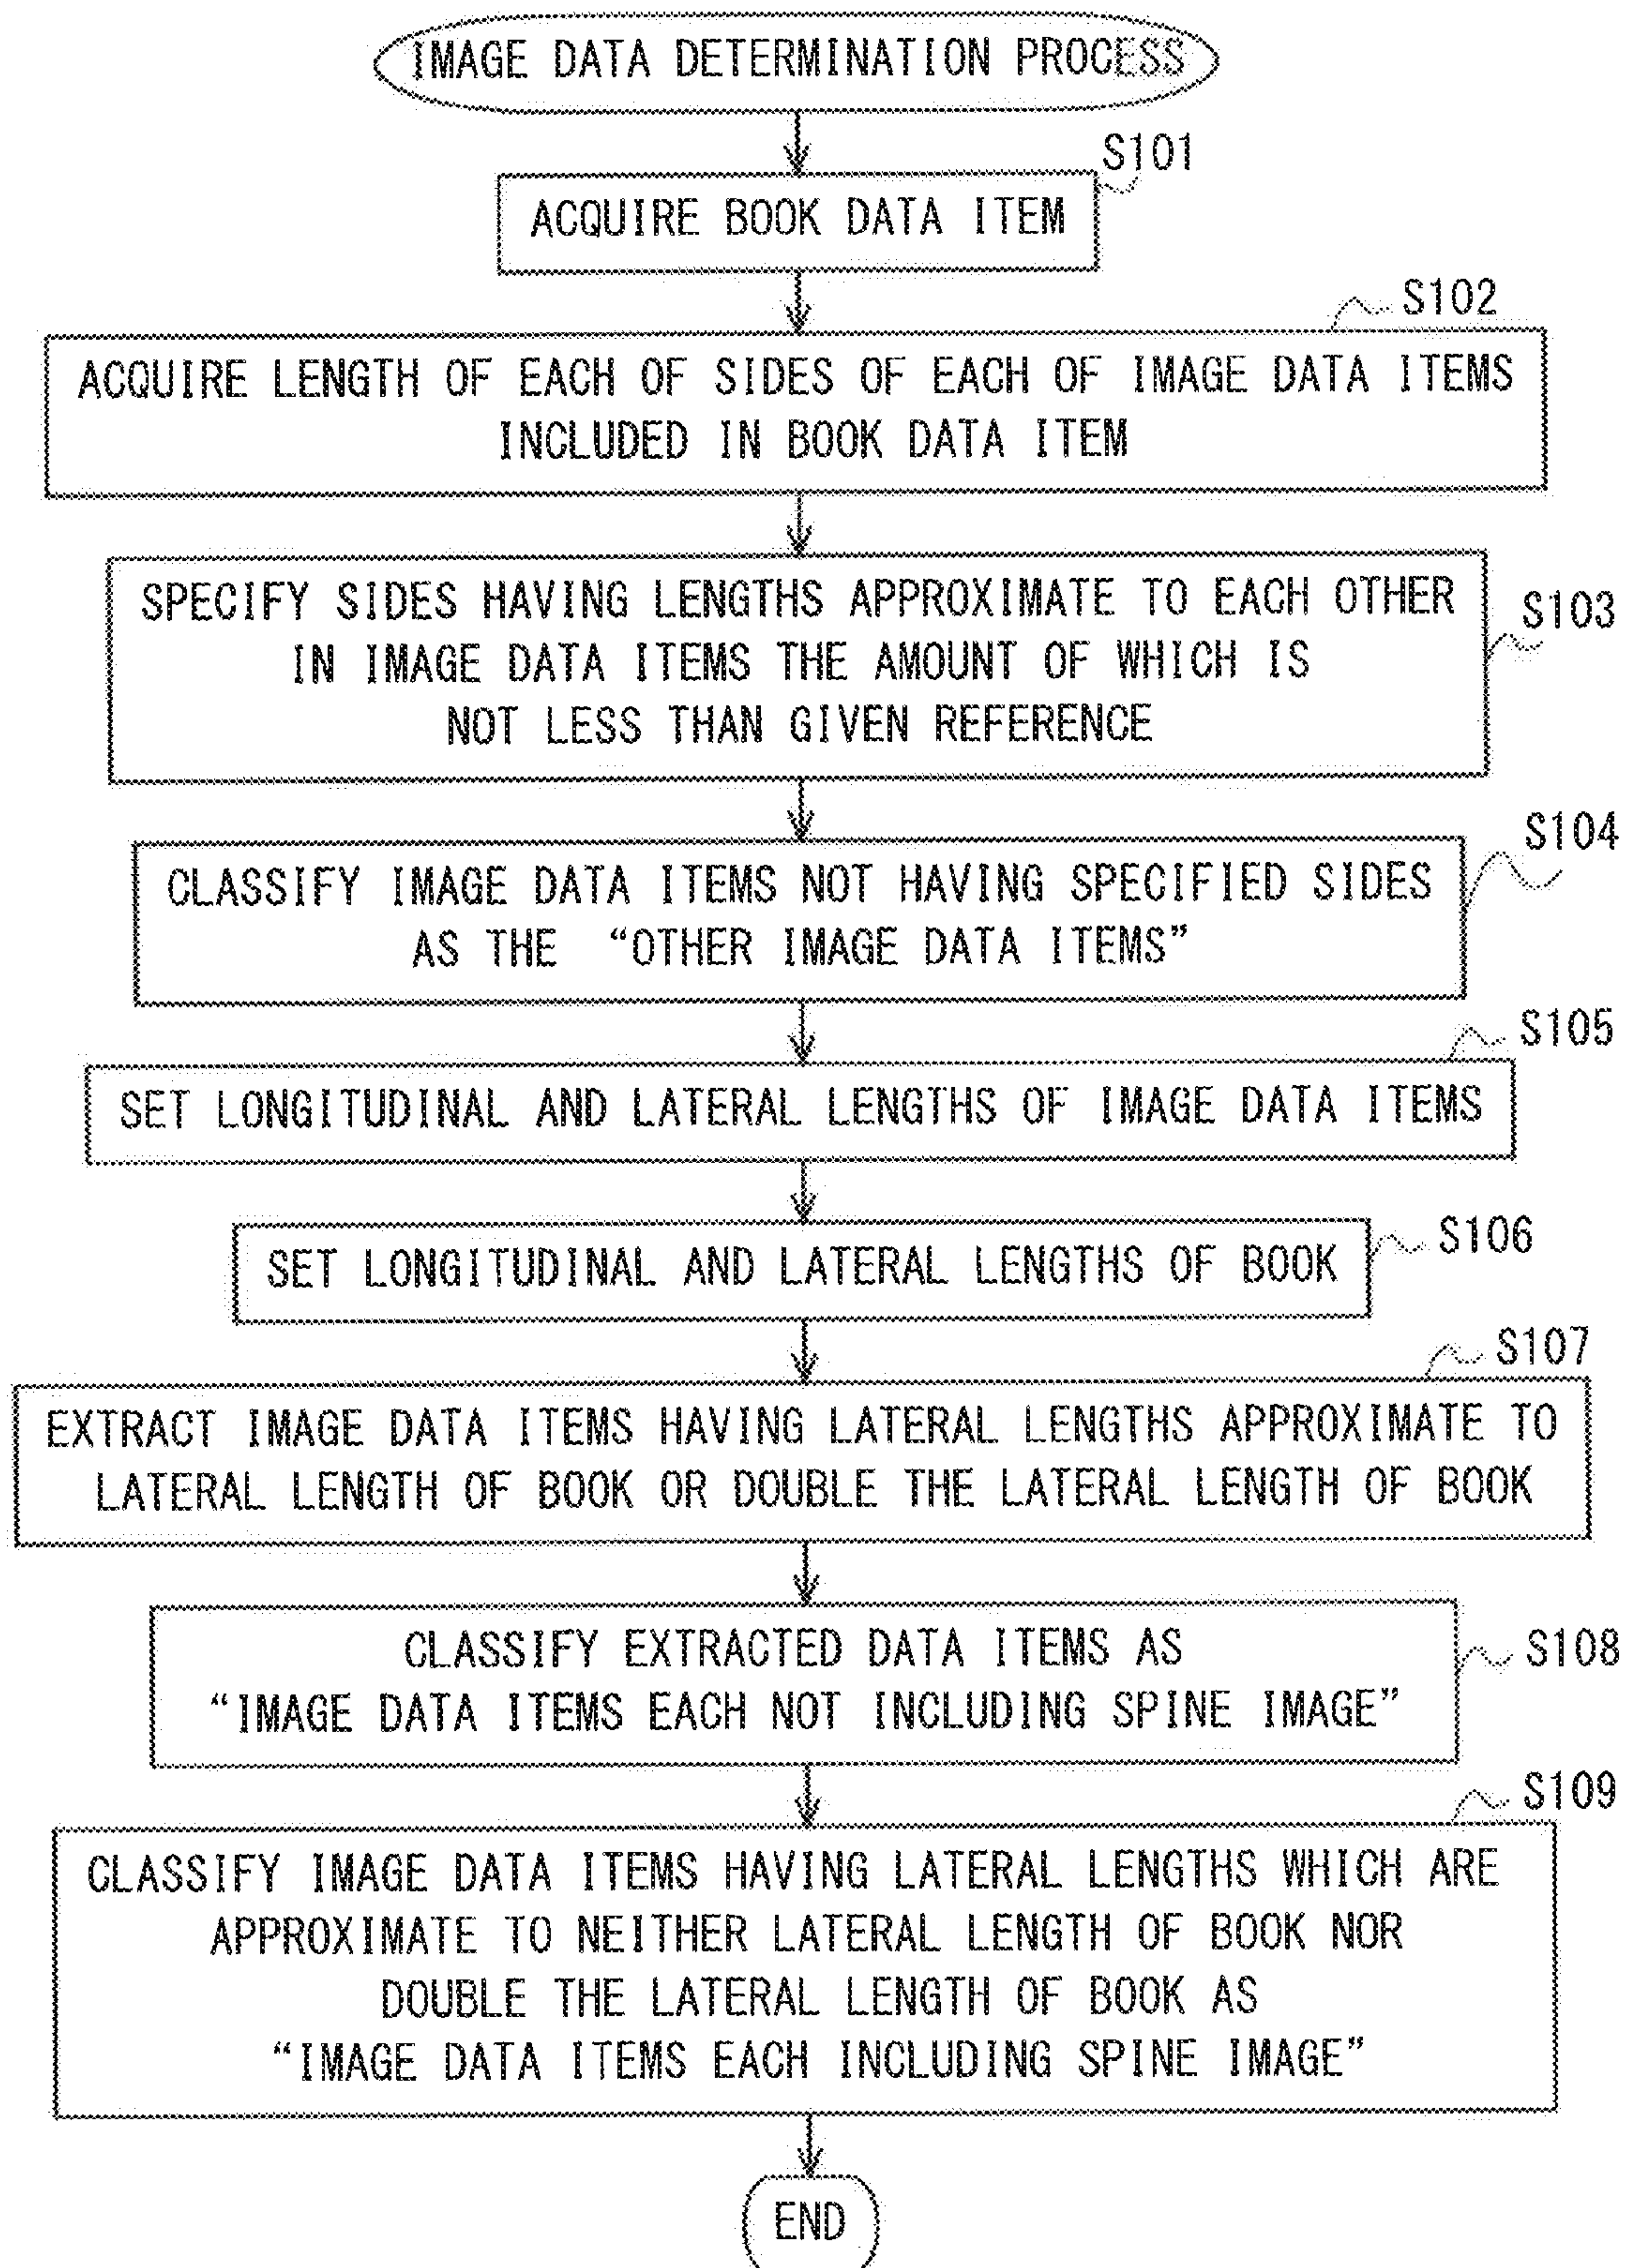 IMAGE DATA DETERMINATION PROCESS
S101
ACQUIRE BOOK DATA ITEM
S102
ACQUIRE LENGTH OF EACH OF SIDES OF EACH OF IMAGE DATA ITEMS
INCLUDED IN BOOK DATA ITEM
SPECIFY SIDES HAVING LENGTHS APPROXIMATE TO EACH OTHER
S103
IN IMAGE DATA ITEMS THE AMOUNT OF WHICH IS
NOT LESS THAN GIVEN REFERENCE
S104
CLASSIFY IMAGE DATA ITEMS NOT HAVING SPECIFIED SIDES
AS THE “OTHER IMAGE DATA ITEMS”
S105
SET LONGITUDINAL AND LATERAL LENGTHS OF IMAGE DATA ITEMS
S106
SET LONGITUDINAL AND LATERAL LENGTHS OF BOOK
S107
EXTRACT IMAGE DATA ITEMS HAVING LATERAL LENGTHS APPROXIMATE TO
LATERAL LENGTH OF BOOK OR DOUBLE THE LATERAL LENGTH OF BOOK
CLASSIFY EXTRACTED DATA ITEMS AS
S108
“IMAGE DATA ITEMS EACH NOT INCLUDING SPINE IMAGE”
S109
CLASSIFY IMAGE DATA ITEMS HAVING LATERAL LENGTHS WHICH ARE
APPROXIMATE TO NEITHER LATERAL LENGTH OF BOOK NOR
DOUBLE THE LATERAL LENGTH OF BOOK AS
“IMAGE DATA ITEMS EACH INCLUDING SPINE IMAGE”
END